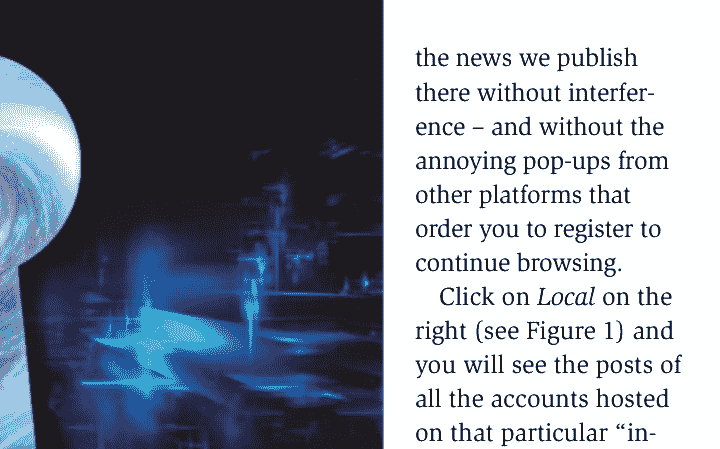 the news we publish
there without interfer-
ence – and without the
annoying pop-ups from
other platforms that
order you to register to
continue browsing.
Click on Local on the
right (see Figure 1) and
you will see the posts of
all the accounts hosted
on that particular “in-